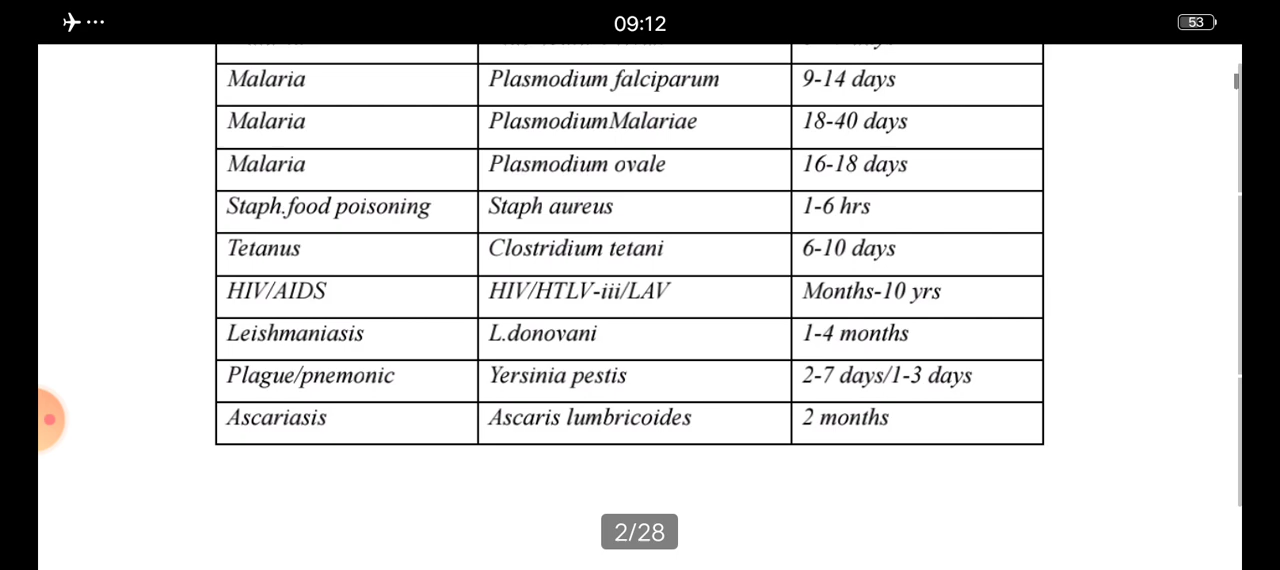 09:12
53
Malaria Plasmodium falciparum 9-14 days
Malaria PlasmodiumMalariae 18-40 days
Malaria Plasmodium ovale 16-18 days
Staph.food poisoning Staph aureus 1-6 hrs
Tetanus Clostridium tetani 6-10 days
HIV/AIDS HIV/HTLV-iii/LAV Months-10 yrs
Leishmaniasis L.donovani 1-4 months
Plague/pnemonic Yersinia pestis 2-7 days/1-3 days
Ascariasis Ascaris lumbricoides 2 months
2/28